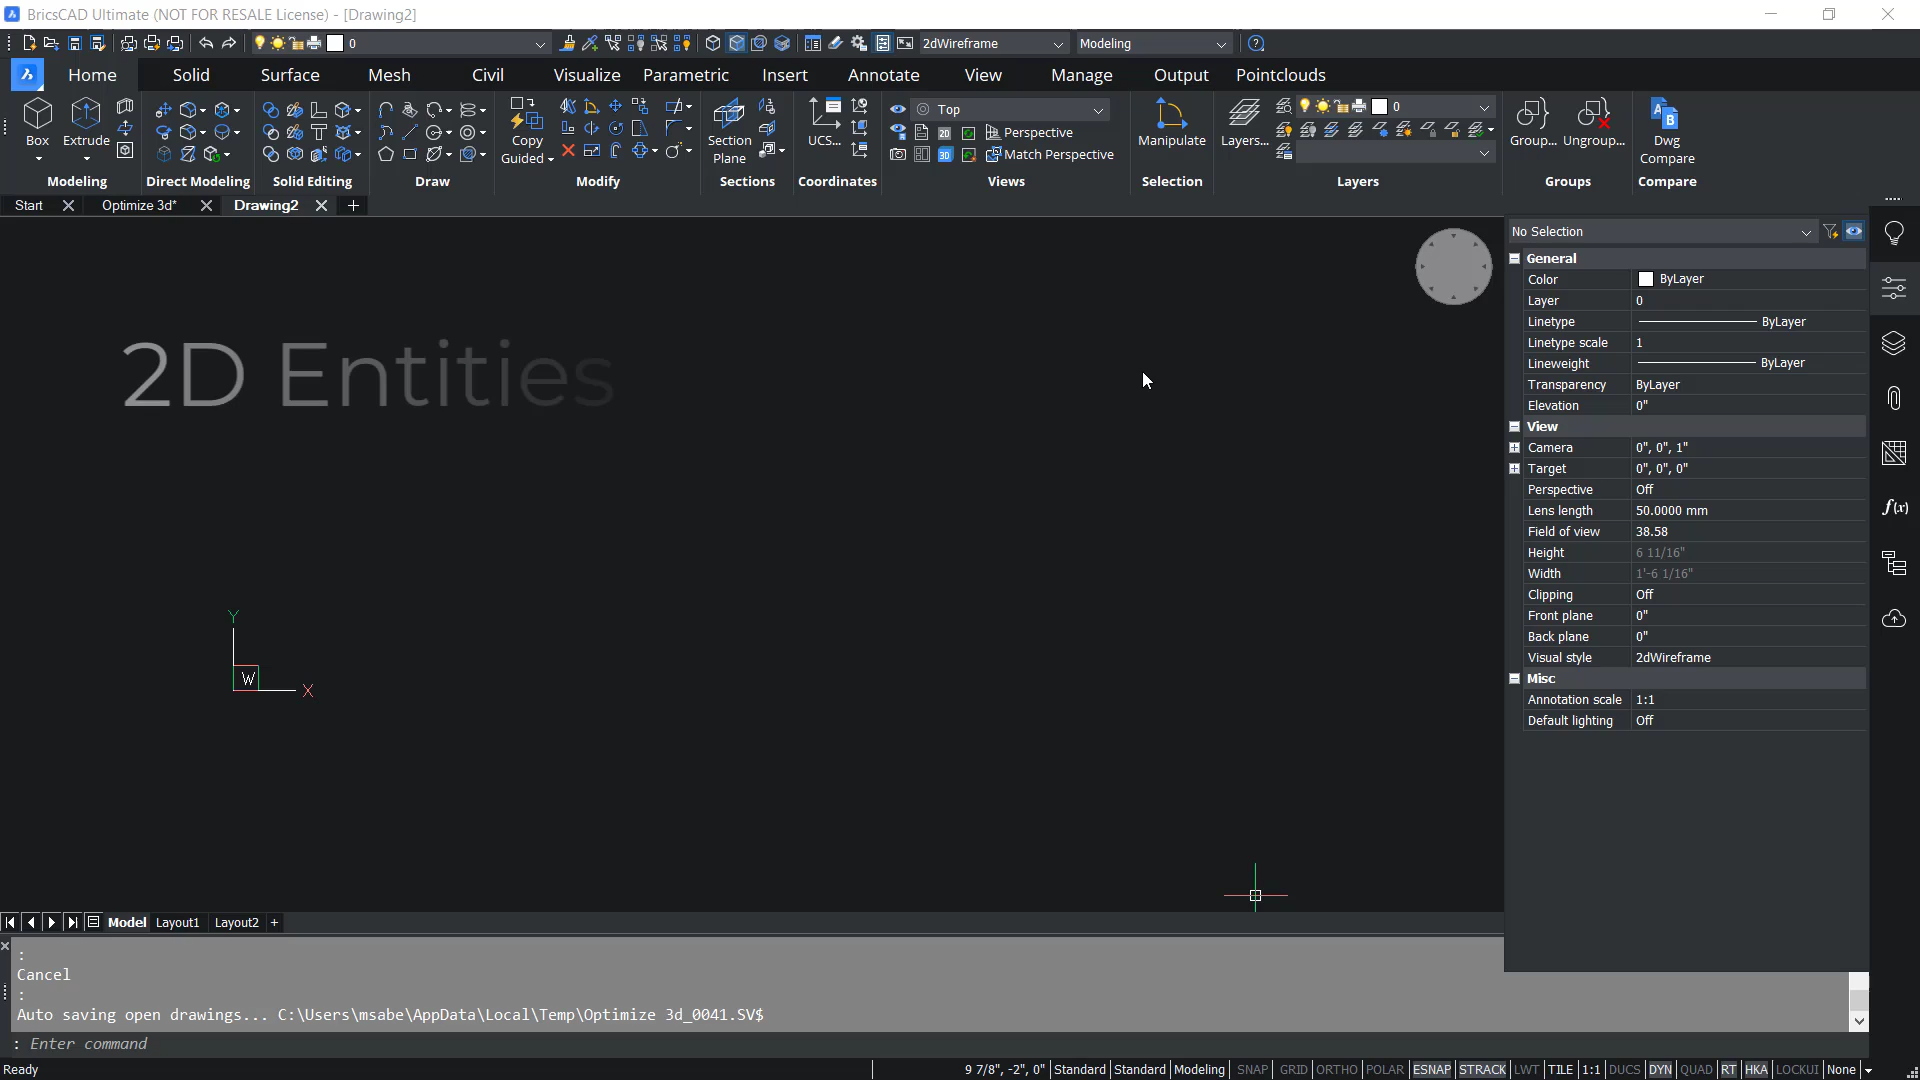 BricsCAD Ultimate (NOT FOR RESALE License) - [Drawing2]
0
2dWireframe
Modeling
Home Solid Surface Mesh Civil Visualize Parametric Insert Annotate View Manage Output Pointclouds
Box
Extrude
Copy
Guided
Section
Plane
UCS...
Top
Perspective
Match Perspective
Manipulate
Layers...
0
Group...
Ungroup...
Dwg
Compare
Modeling Direct Modeling Solid Editing Draw Modify Sections Coordinates Views Selection Layers Groups Compare
Start Optimize 3d* Drawing2
2D Entities
Y
W
X
No Selection
General
Color ByLayer
Layer 0
Linetype ByLayer
Linetype scale 1
Lineweight ByLayer
Transparency ByLayer
Elevation 0"
View
Camera 0", 0", 1"
Target 0", 0", 0"
Perspective Off
Lens length 50.0000 mm
Field of view 38.58
Height 6 11/16"
Width 1'-6 1/16"
Clipping Off
Front plane 0"
Back plane 0"
Visual style 2dWireframe
Misc
Annotation scale 1:1
Default lighting Off
f(x)
Model Layout1 Layout2 +
:
Cancel
:
Auto saving open drawings... C:\Users\msabe\AppData\Local\Temp\Optimize 3d_0041.SV$
: Enter command
Ready
9 7/8", -2", 0" Standard Standard Modeling SNAP GRID ORTHO POLAR ESNAP STRACK LWT TILE 1:1 DUCS DYN QUAD RT HKA LOCKUI None